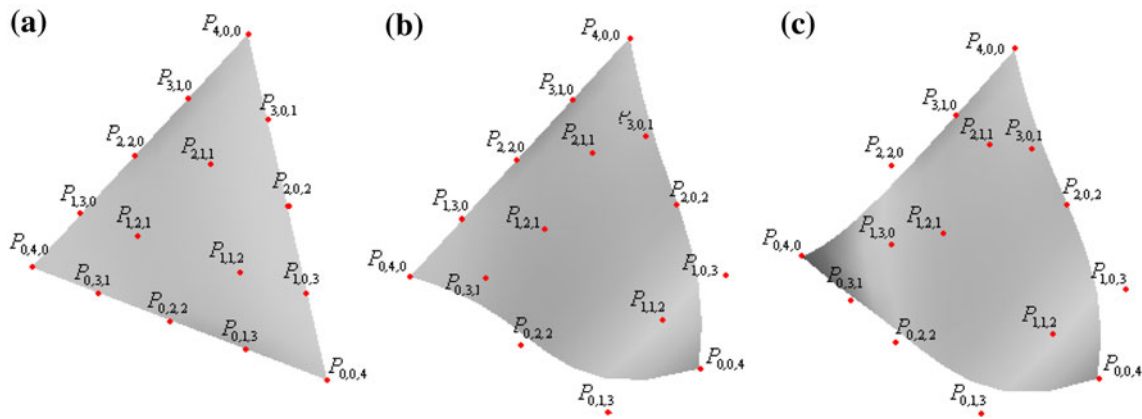 (a)
P4,0,0
P3,1,0
P3,0,1
P2,2,0
P2,1,1
P2,0,2
P1,3,0
P1,2,1
P1,1,2
P1,0,3
P0,4,0
P0,3,1
P0,2,2
P0,1,3
P0,0,4
(b)
P4,0,0
P3,1,0
P3,0,1
P2,2,0
P2,1,1
P2,0,2
P1,3,0
P1,2,1
P1,1,2
P1,0,3
P0,4,0
P0,3,1
P0,2,2
P0,1,3
P0,0,4
(c)
P4,0,0
P3,1,0
P3,0,1
P2,2,0
P2,1,1
P2,0,2
P1,3,0
P1,2,1
P1,1,2
P1,0,3
P0,4,0
P0,3,1
P0,2,2
P0,1,3
P0,0,4